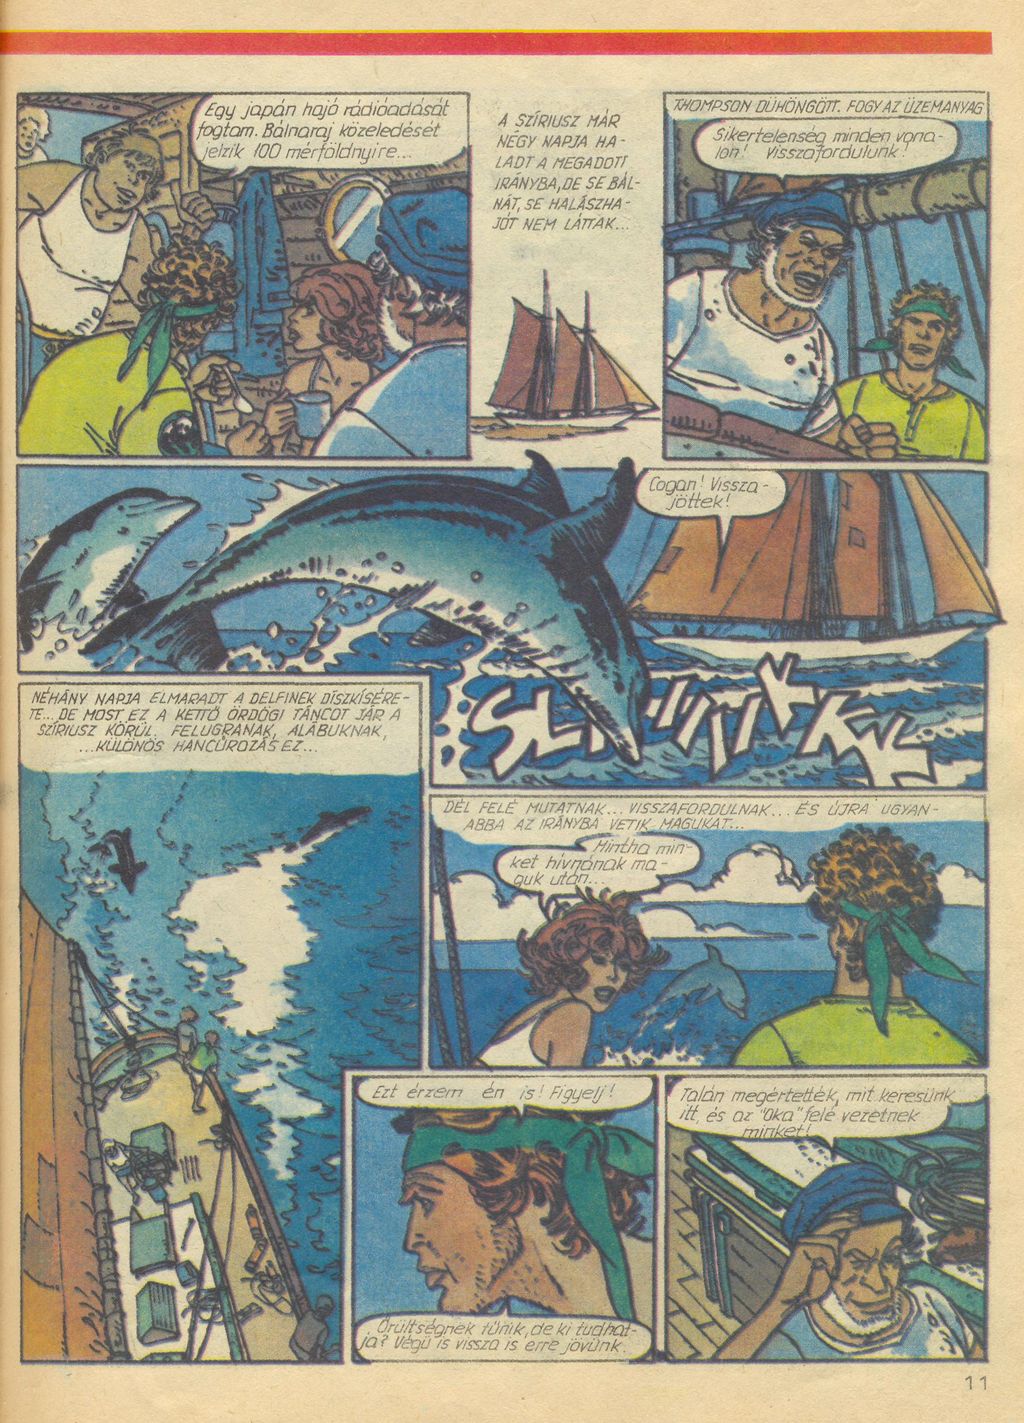 Egy japán hajó rádióadását
fogtam. Bálnaraj közeledését
jelzik 100 mérföldnyire...
A SZÍRIUSZ MÁR
NÉGY NAPJA HA-
LADT A MEGADOTT
IRÁNYBA, DE SE BÁL-
NÁT, SE HALÁSZHA-
JÓT NEM LÁTTAK...
THOMPSON DÜHÖNGÖTT. FOGY AZ ÜZEMANYAG
Sikertelenség minden vona-
lon! Visszafordulunk!
Cogan! Vissza-
jöttek!
NÉHÁNY NAPJA ELMARADT A DELFINEK DÍSZKÍSÉRE-
TE... DE MOST EZ A KETTŐ ÖRDÖGI TÁNCOT JÁR A
SZÍRIUSZ KÖRÜL. FELUGRANAK, ALÁBUKNAK,
...KÜLÖNÖS HANCÚROZÁS EZ...
DÉL FELÉ MUTATNAK... VISSZAFORDULNAK... ÉS ÚJRA UGYAN-
ABBA AZ IRÁNYBA VETIK MAGUKAT...
Mintha min-
ket hívnának ma-
guk után...
Ezt érzem én is! Figyelj!
Őrültségnek tűnik, de ki tudhat-
ja? Végül is vissza is erre jövünk.
Talán megértették, mit keresünk
itt, és az "Oka" felé vezetnek
minket!
11